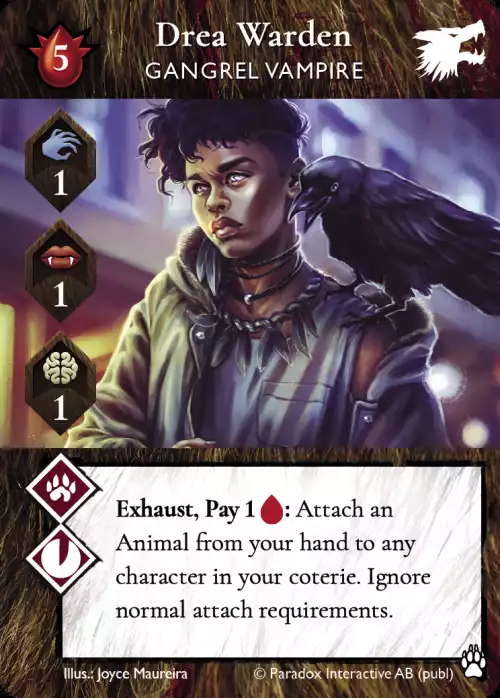 5
Drea Warden
GANGREL VAMPIRE
1
1
1
Exhaust, Pay 1 : Attach an
Animal from your hand to any
character in your coterie. Ignore
normal attach requirements.
Illus.: Joyce Maureira
© Paradox Interactive AB (publ)